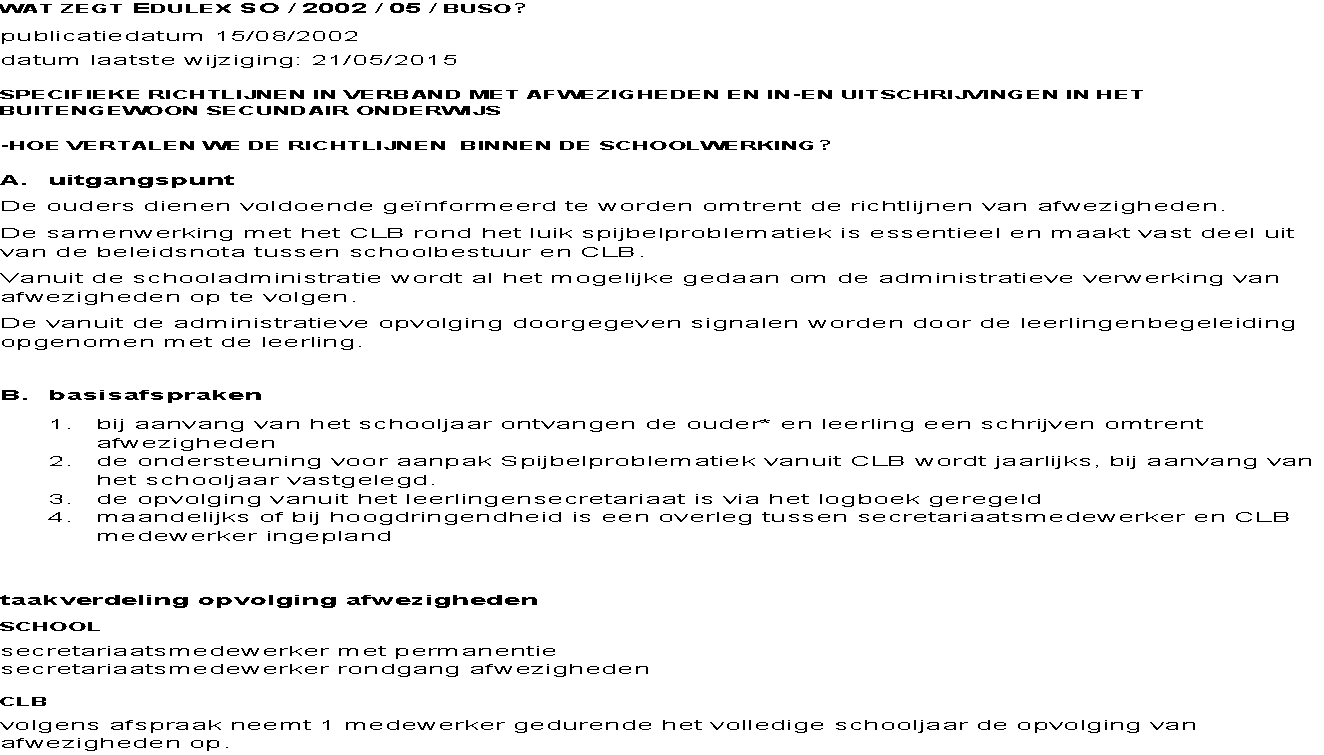 WAT ZEGT EDULEX SO / 2002 / 05 / BUSO?
publicatiedatum 15/08/2002
datum laatste wijziging: 21/05/2015
SPECIFIEKE RICHTLIJNEN IN VERBAND MET AFWEZIGHEDEN EN IN-EN UITSCHRIJVINGEN IN HET
BUITENGEWOON SECUNDAIR ONDERWIJS
-HOE VERTALEN WE DE RICHTLIJNEN BINNEN DE SCHOOLWERKING?
A. uitgangspunt
De ouders dienen voldoende geïnformeerd te worden omtrent de richtlijnen van afwezigheden.
De samenwerking met het CLB rond het luik spijbelproblematiek is essentieel en maakt vast deel uit
van de beleidsnota tussen schoolbestuur en CLB.
Vanuit de schooladministratie wordt al het mogelijke gedaan om de administratieve verwerking van
afwezigheden op te volgen.
De vanuit de administratieve opvolging doorgegeven signalen worden door de leerlingenbegeleiding
opgenomen met de leerling.
B. basisafspraken
1. bij aanvang van het schooljaar ontvangen de ouder* en leerling een schrijven omtrent
afwezigheden
2. de ondersteuning voor aanpak Spijbelproblematiek vanuit CLB wordt jaarlijks, bij aanvang van
het schooljaar vastgelegd.
3. de opvolging vanuit het leerlingensecretariaat is via het logboek geregeld
4. maandelijks of bij hoogdringendheid is een overleg tussen secretariaatsmedewerker en CLB
medewerker ingepland
taakverdeling opvolging afwezigheden
SCHOOL
secretariaatsmedewerker met permanentie
secretariaatsmedewerker rondgang afwezigheden
CLB
volgens afspraak neemt 1 medewerker gedurende het volledige schooljaar de opvolging van
afwezigheden op.